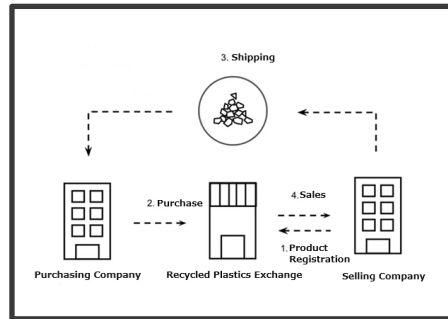 3. Shipping
2. Purchase
4.Sales
1.Product
Registration
Purchasing Company
Recycled Plastics Exchange
Selling Company